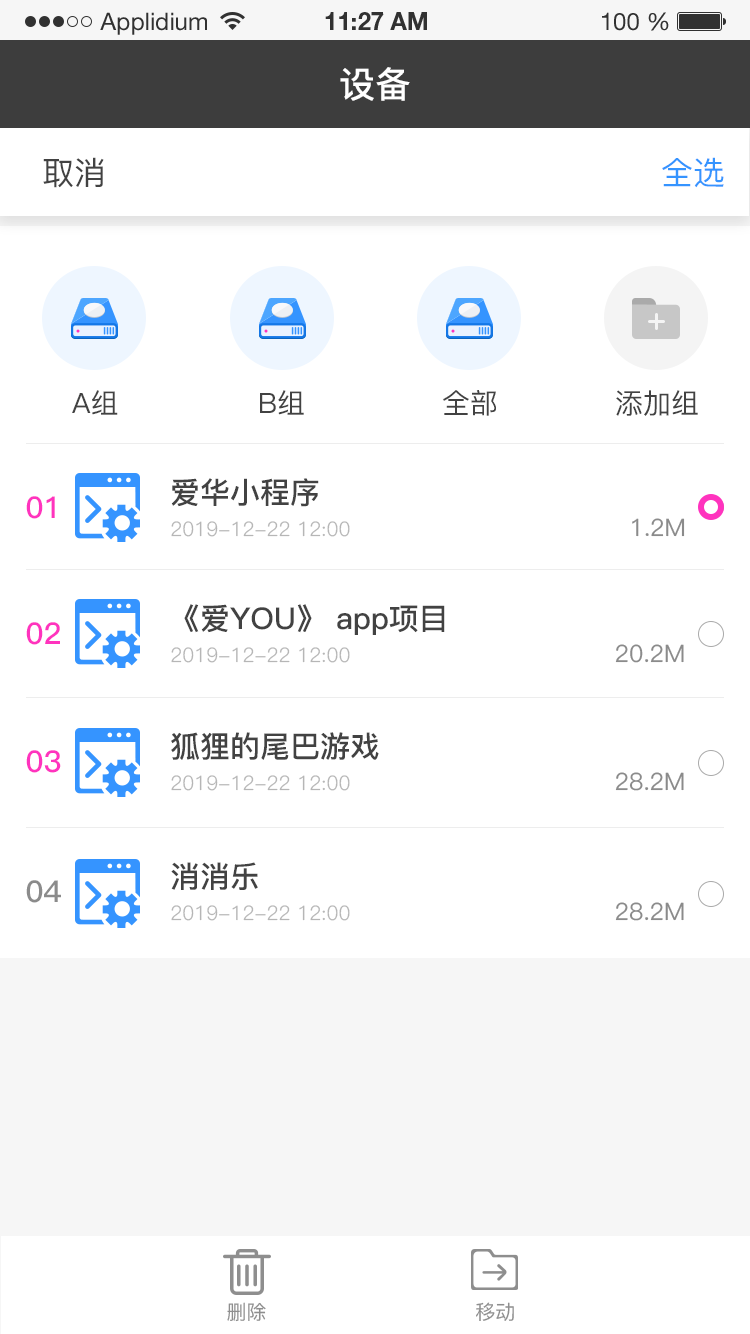 Applidium 11:27 AM 100 %
设备
取消 全选
A组 B组 全部 添加组
01 爱华小程序
2019-12-22 12:00 1.2M
02 《爱YOU》 app项目
2019-12-22 12:00 20.2M
03 狐狸的尾巴游戏
2019-12-22 12:00 28.2M
04 消消乐
2019-12-22 12:00 28.2M
删除 移动